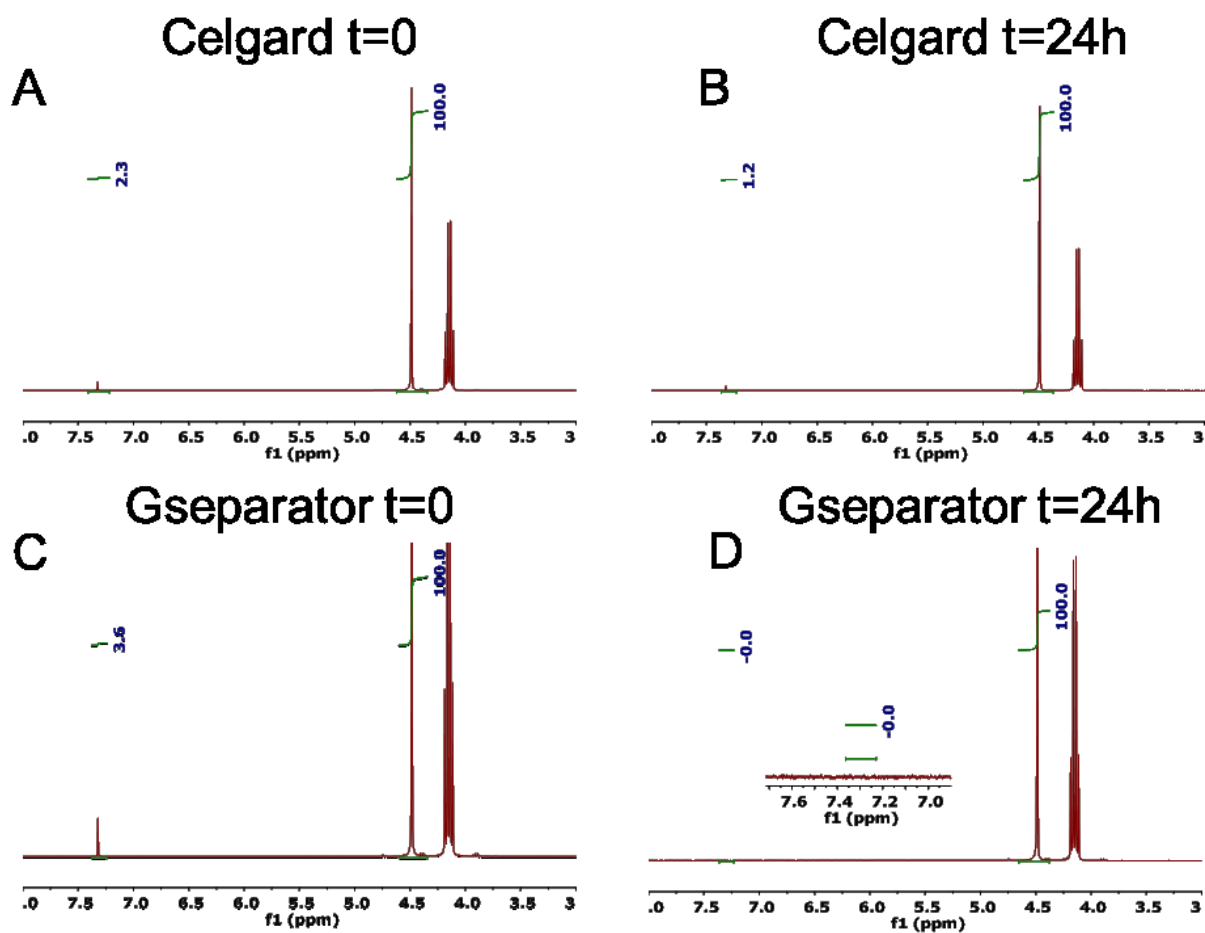 Celgard t=0
Celgard t=24h
A
B
100.0
100.0
2.3
1.2
.0 7.5 7.0 6.5 6.0 5.5 5.0 4.5 4.0 3.5 3
f1 (ppm)
.0 7.5 7.0 6.5 6.0 5.5 5.0 4.5 4.0 3.5 3
f1 (ppm)
Gseparator t=0
Gseparator t=24h
C
D
100.0
100.0
3.6
-0.0
-0.0
7.6 7.4 7.2 7.0
f1 (ppm)
.0 7.5 7.0 6.5 6.0 5.5 5.0 4.5 4.0 3.5 3
f1 (ppm)
.0 7.5 7.0 6.5 6.0 5.5 5.0 4.5 4.0 3.5 3
f1 (ppm)